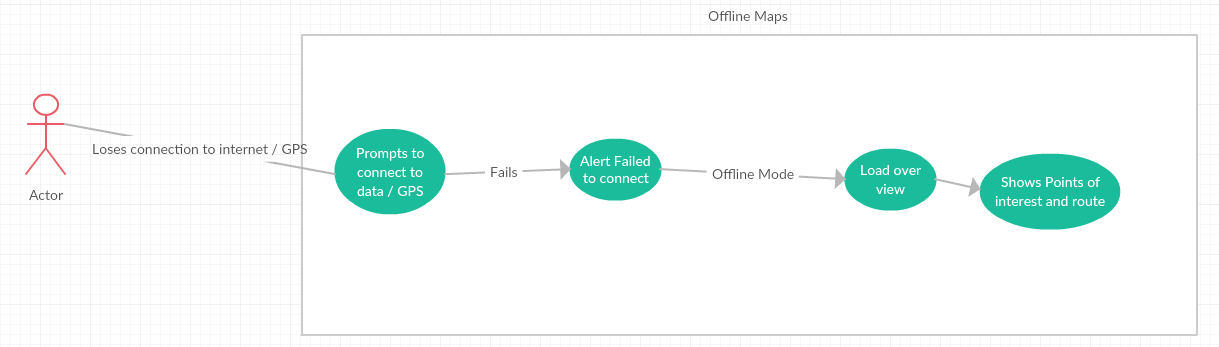 Offline Maps
Actor
Loses connection to internet / GPS
Prompts to
connect to
data / GPS
Fails
Alert Failed
to connect
Offline Mode
Load over
view
Shows Points of
interest and route